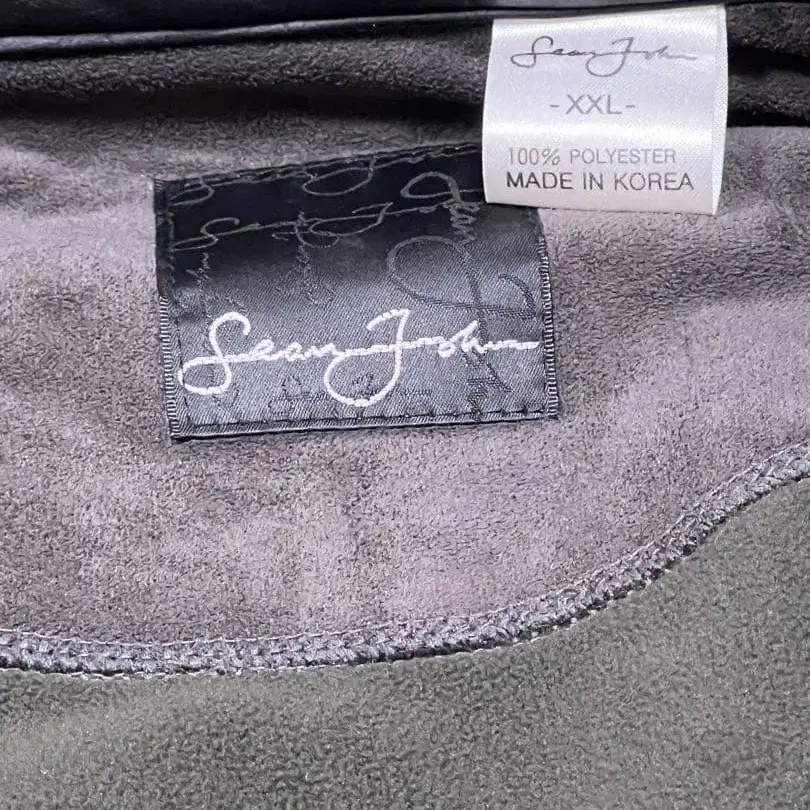 Sean John
-XXL-
100% POLYESTER
MADE IN KOREA
Sean John